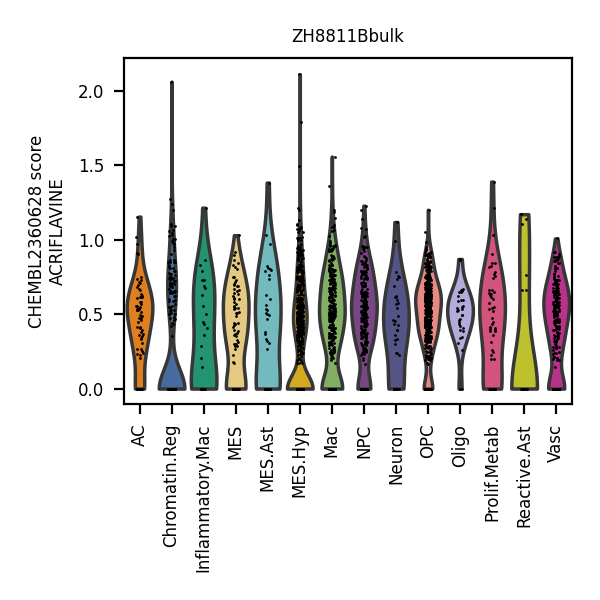 ZH8811Bbulk
CHEMBL2360628 score
ACRIFLAVINE
2.0
1.5
1.0
0.5
0.0
AC
Chromatin.Reg
Inflammatory.Mac
MES
MES.Ast
MES.Hyp
Mac
NPC
Neuron
OPC
Oligo
Prolif.Metab
Reactive.Ast
Vasc